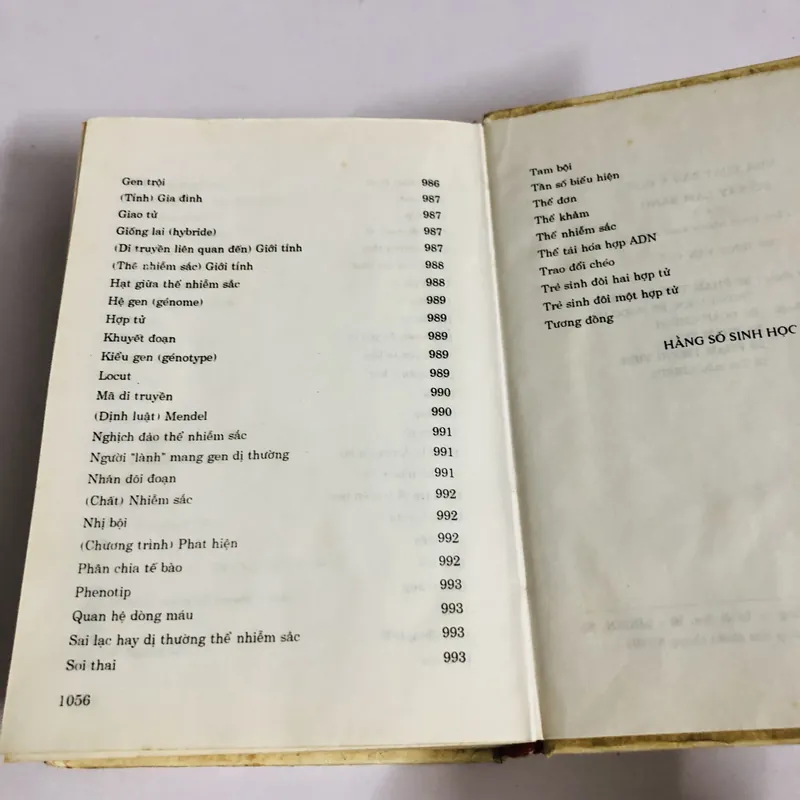 Gen trội 986
(Tính) Gia đình 987
Giao tử 987
Giống lai (hybride) 987
(Di truyền liên quan đến) Giới tính 987
(Thể nhiễm sắc) Giới tính 988
Hạt giữa thể nhiễm sắc 988
Hệ gen (génome) 989
Hợp tử 989
Khuyết đoạn 989
Kiểu gen (génotype) 989
Locut 989
Mã di truyền 990
(Định luật) Mendel 990
Nghịch đảo thể nhiễm sắc 991
Người "lành" mang gen dị thường 991
Nhân đôi đoạn 991
(Chất) Nhiễm sắc 992
Nhị bội 992
(Chương trình) Phat hiện 992
Phân chia tế bào 992
Phenotip 993
Quan hệ dòng máu 993
Sai lạc hay dị thường thể nhiễm sắc 993
Soi thai 993
1056
Tam bội
Tần số biểu hiện
Thể đơn
Thể khảm
Thể nhiễm sắc
Thể tái hóa hợp ADN
Trao đổi chéo
Trẻ sinh đôi hai hợp tử
Trẻ sinh đôi một hợp tử
Tương đồng
HẰNG SỐ SINH HỌC